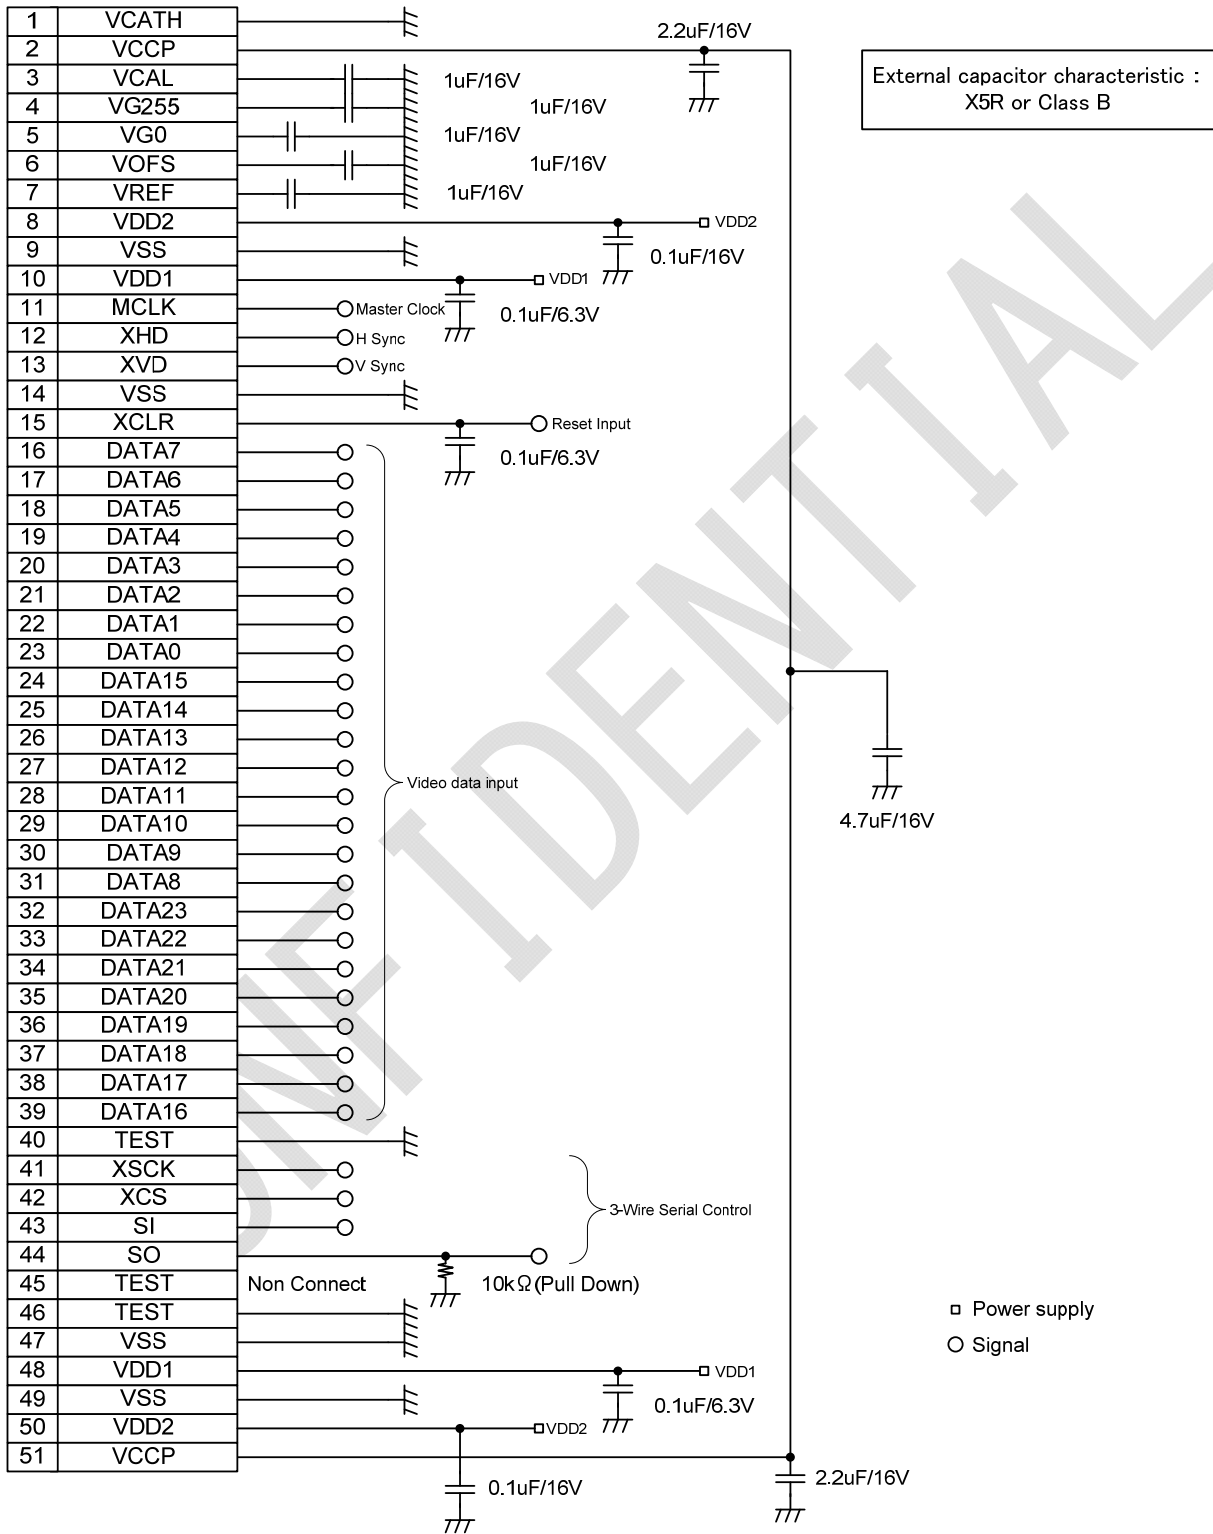 1 VCATH
2.2uF/16V
2 VCCP
External capacitor characteristic :
X5R or Class B
3 VCAL 1uF/16V
4 VG255 1uF/16V
5 VG0 1uF/16V
6 VOFS 1uF/16V
7 VREF 1uF/16V
8 VDD2 VDD2
9 VSS 0.1uF/16V
10 VDD1 VDD1
11 MCLK Master Clock 0.1uF/6.3V
12 XHD H Sync
13 XVD V Sync
14 VSS
15 XCLR Reset Input
16 DATA7 0.1uF/6.3V
17 DATA6
18 DATA5
19 DATA4
20 DATA3
21 DATA2
22 DATA1
23 DATA0
24 DATA15
25 DATA14
26 DATA13
27 DATA12
Video data input
28 DATA11
29 DATA10 4.7uF/16V
30 DATA9
31 DATA8
32 DATA23
33 DATA22
34 DATA21
35 DATA20
36 DATA19
37 DATA18
38 DATA17
39 DATA16
40 TEST
41 XSCK
42 XCS
3-Wire Serial Control
43 SI
44 SO
45 TEST Non Connect 10kΩ(Pull Down)
46 TEST
Power supply
47 VSS
Signal
48 VDD1 VDD1
49 VSS 0.1uF/6.3V
50 VDD2 VDD2
51 VCCP
2.2uF/16V
0.1uF/16V
NFIDENTIAL